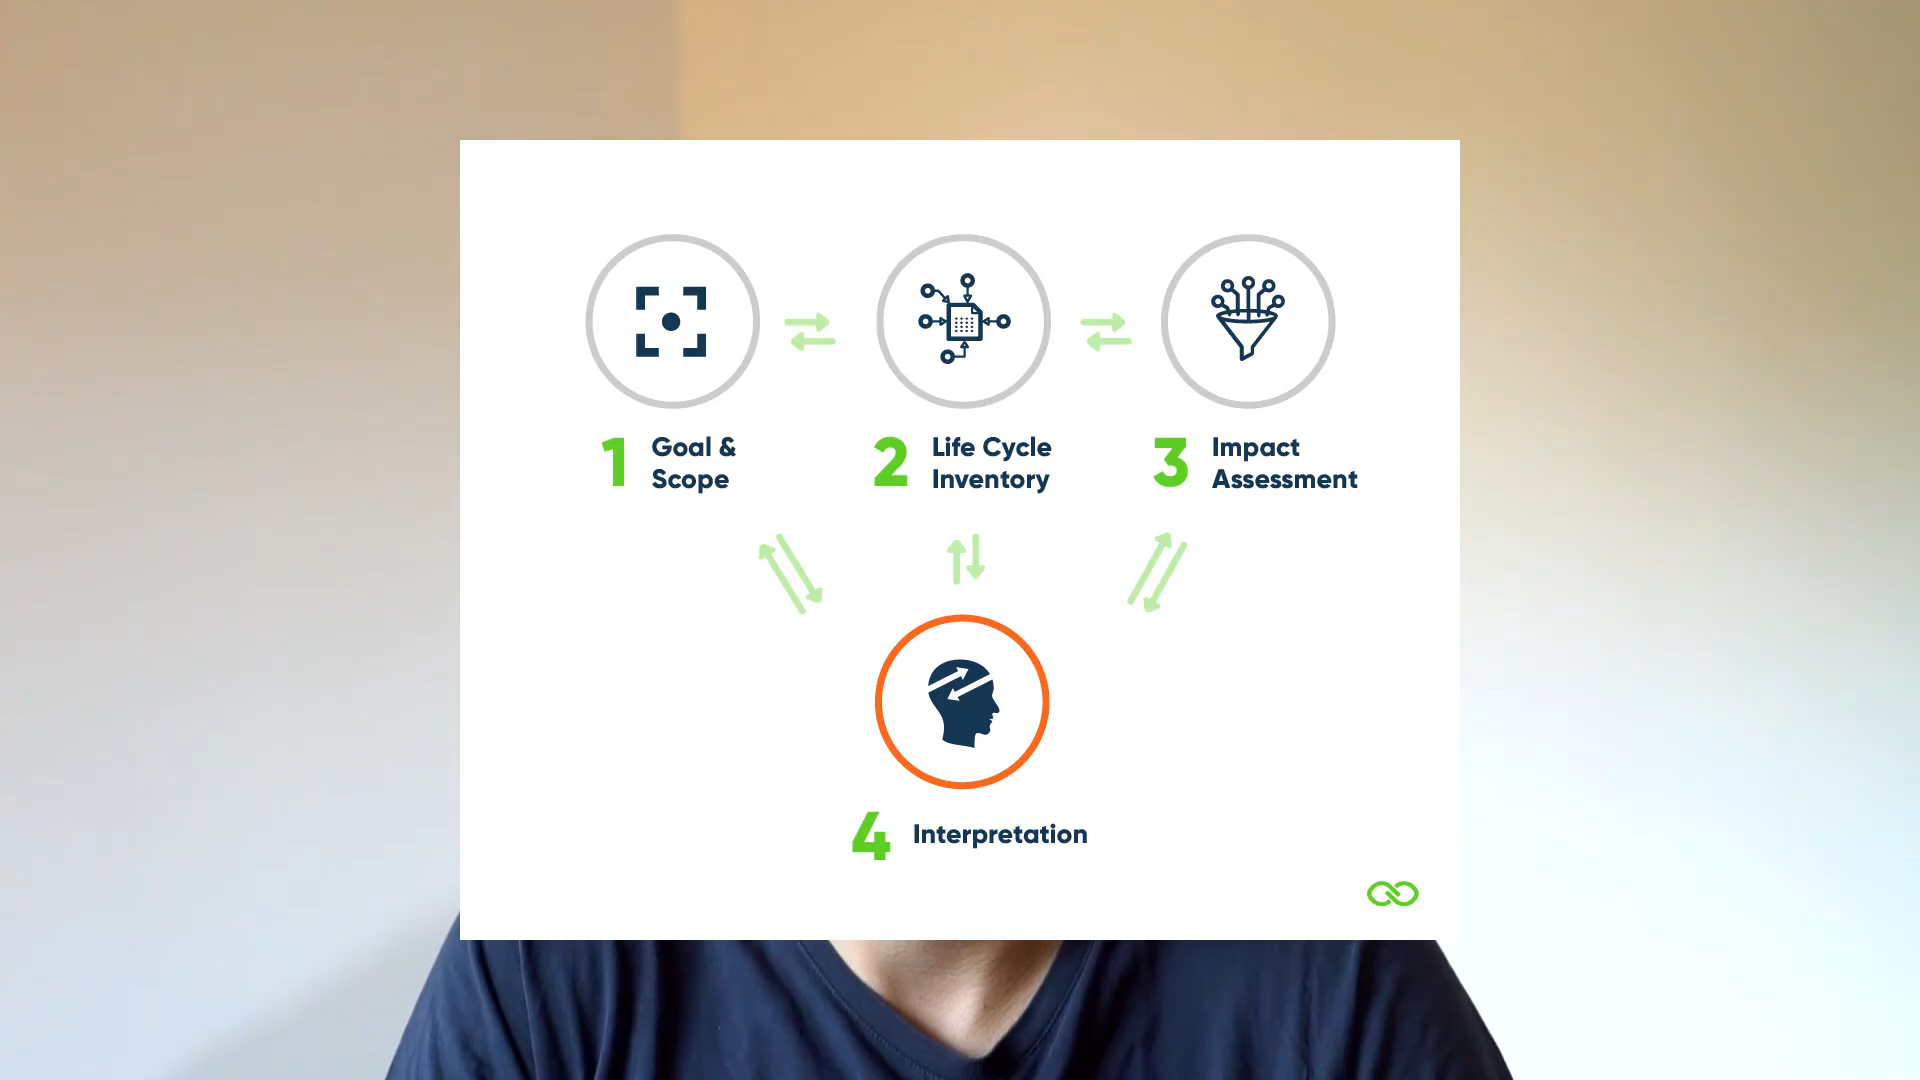 1 Goal &
Scope
2 Life Cycle
Inventory
3 Impact
Assessment
4 Interpretation